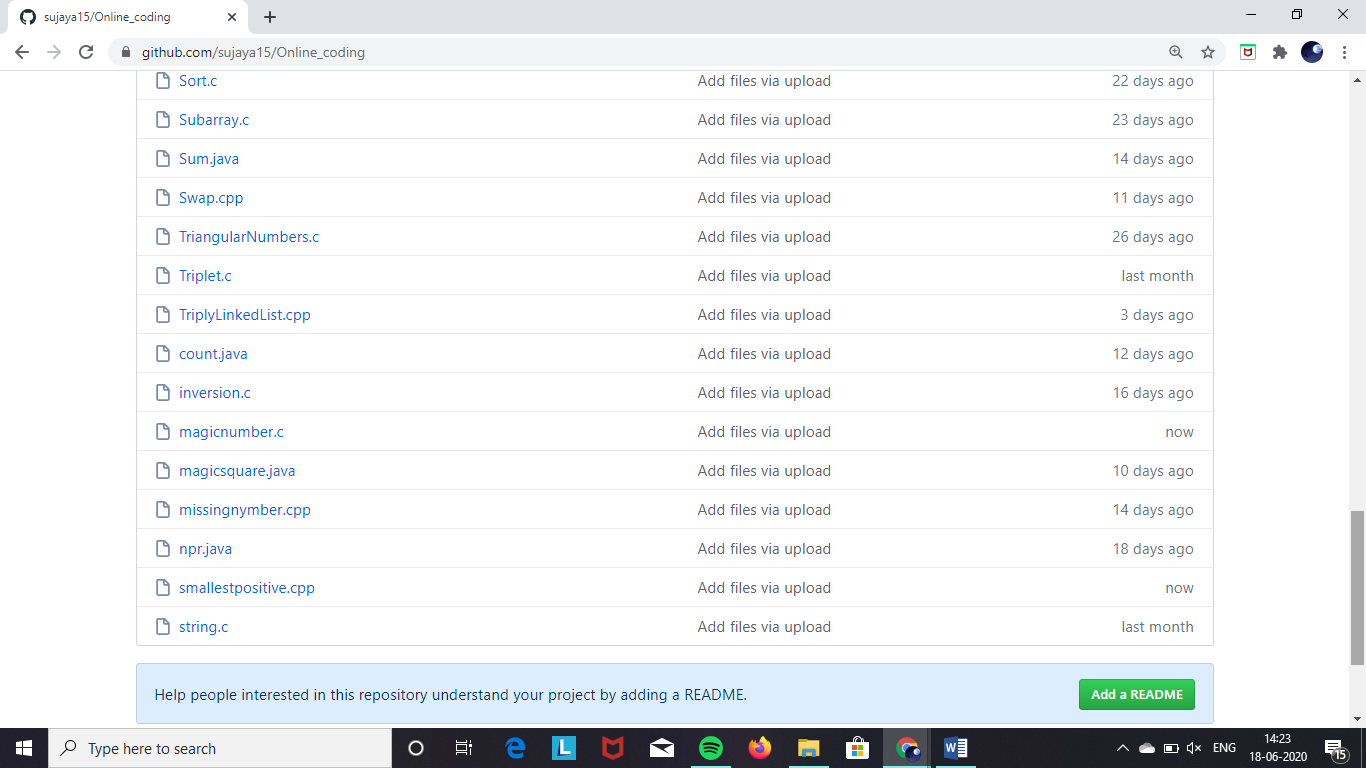 sujaya15/Online_coding
github.com/sujaya15/Online_coding
Sort.c Add files via upload 22 days ago
Subarray.c Add files via upload 23 days ago
Sum.java Add files via upload 14 days ago
Swap.cpp Add files via upload 11 days ago
TriangularNumbers.c Add files via upload 26 days ago
Triplet.c Add files via upload last month
TriplyLinkedList.cpp Add files via upload 3 days ago
count.java Add files via upload 12 days ago
inversion.c Add files via upload 16 days ago
magicnumber.c Add files via upload now
magicsquare.java Add files via upload 10 days ago
missingnymber.cpp Add files via upload 14 days ago
npr.java Add files via upload 18 days ago
smallestpositive.cpp Add files via upload now
string.c Add files via upload last month
Help people interested in this repository understand your project by adding a README. Add a README
Type here to search
ENG
14:23
18-06-2020
15